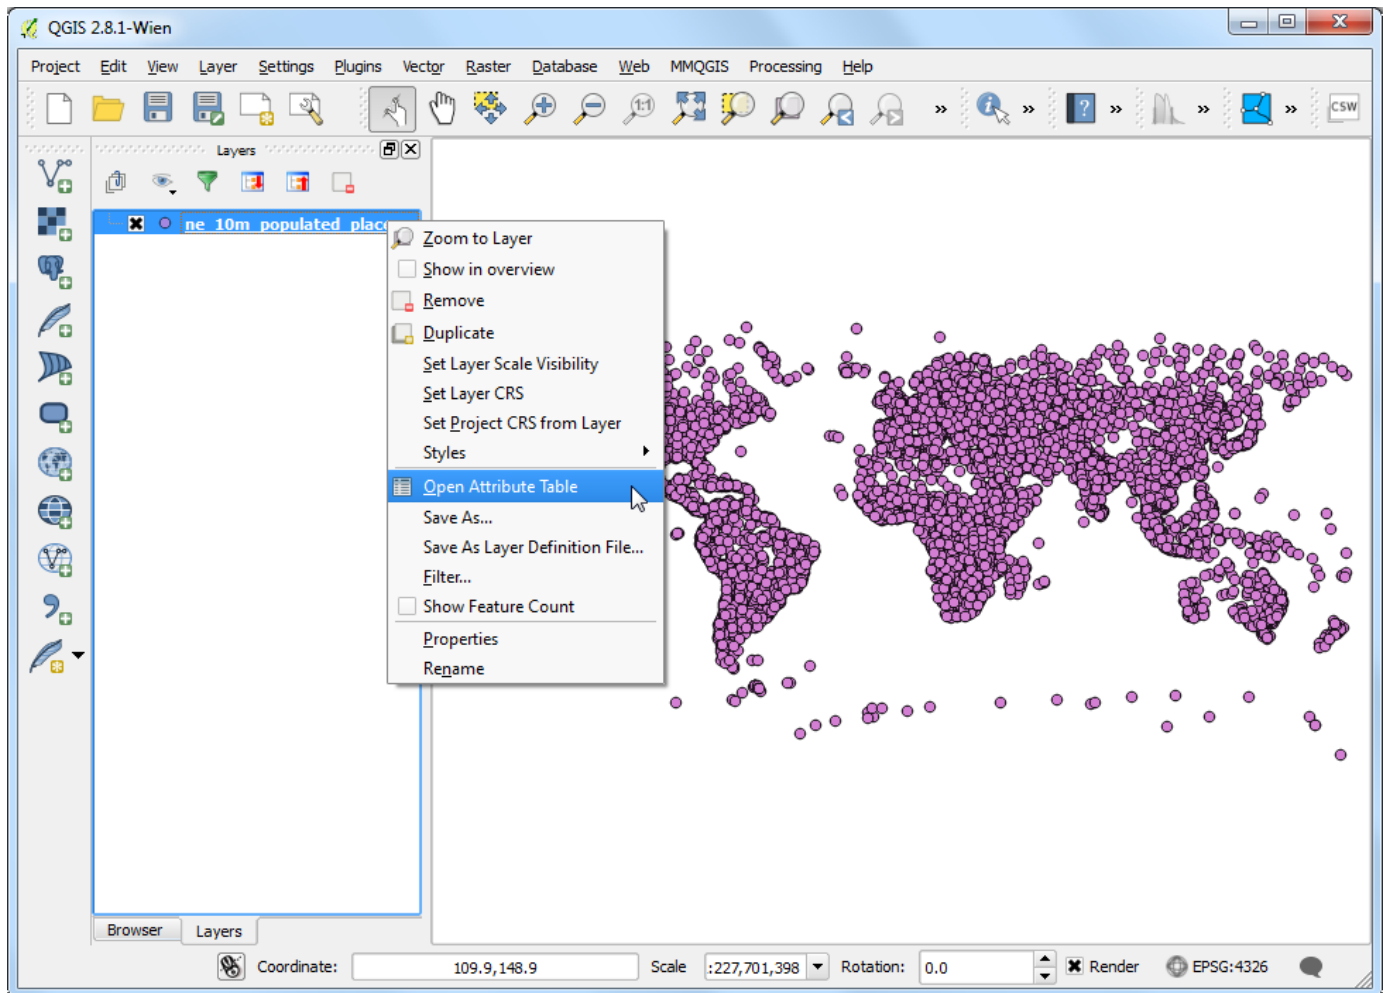 QGIS 2.8.1-Wien
Project Edit View Layer Settings Plugins Vector Raster Database Web MMQGIS Processing Help
1:1
?
CSW
Layers
ne_10m_populated_plac
Zoom to Layer
Show in overview
Remove
Duplicate
Set Layer Scale Visibility
Set Layer CRS
Set Project CRS from Layer
Styles
Open Attribute Table
Save As...
Save As Layer Definition File...
Filter...
Show Feature Count
Properties
Rename
Browser Layers
Coordinate: 109.9,148.9 Scale :227,701,398 Rotation: 0.0 Render EPSG:4326